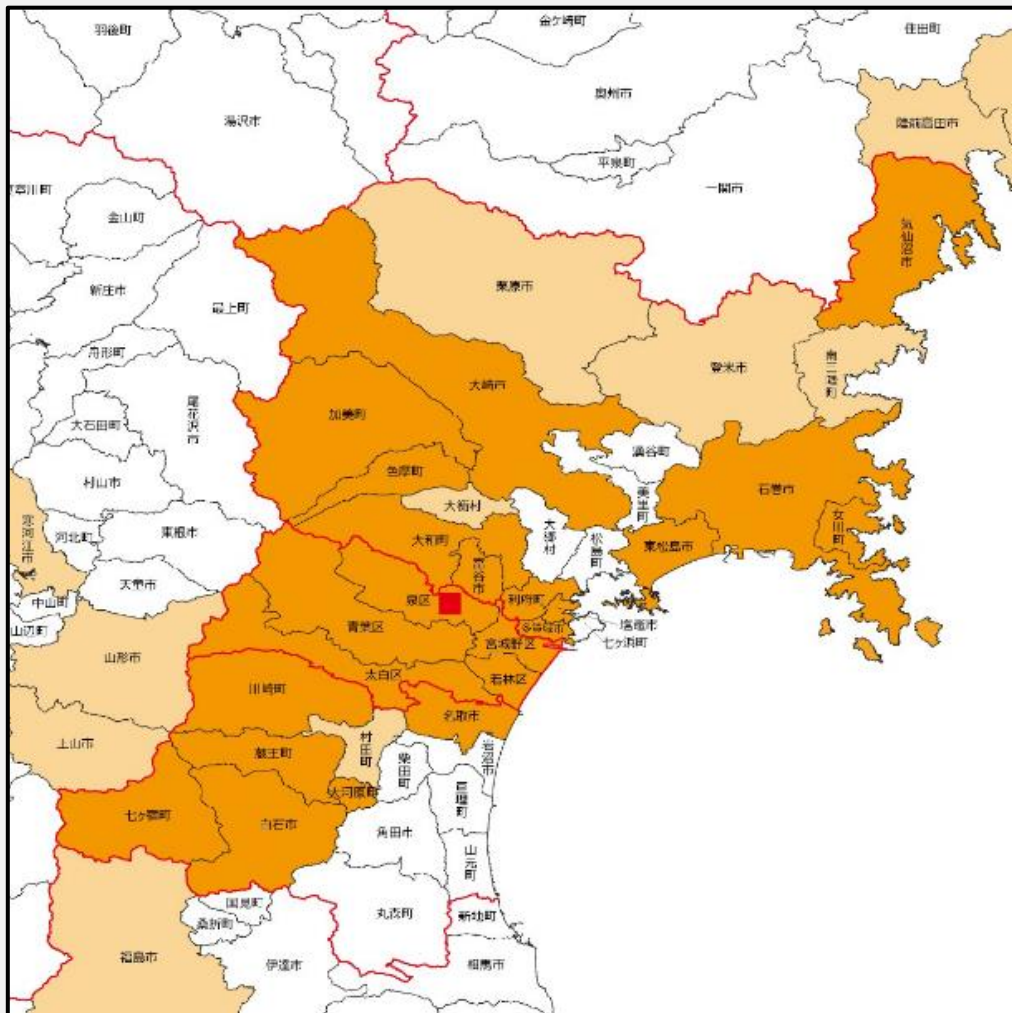 羽後町
金ケ崎町
住田町
湯沢市
奥州市
陸前高田市
平泉町
一関市
金山町
気仙沼市
新庄市
最上町
栗原市
舟形町
登米市
南三陸町
尾花沢市
大崎市
加美町
大石田町
涌谷町
村山市
色麻町
石巻市
美里町
大衡村
女川町
寒河江市
河北町
東根市
大和町
大郷村
松島町
東松島市
天童市
富谷市
中山町
泉区
利府町
山辺町
青葉区
多賀城市
塩竈市
七ヶ浜町
宮城野区
山形市
太白区
若林区
川崎町
名取市
上山市
村田町
岩沼市
蔵王町
柴田町
大河原町
亘理町
七ヶ宿町
白石市
角田市
山元町
国見町
丸森町
新地町
桑折町
福島市
伊達市
相馬市